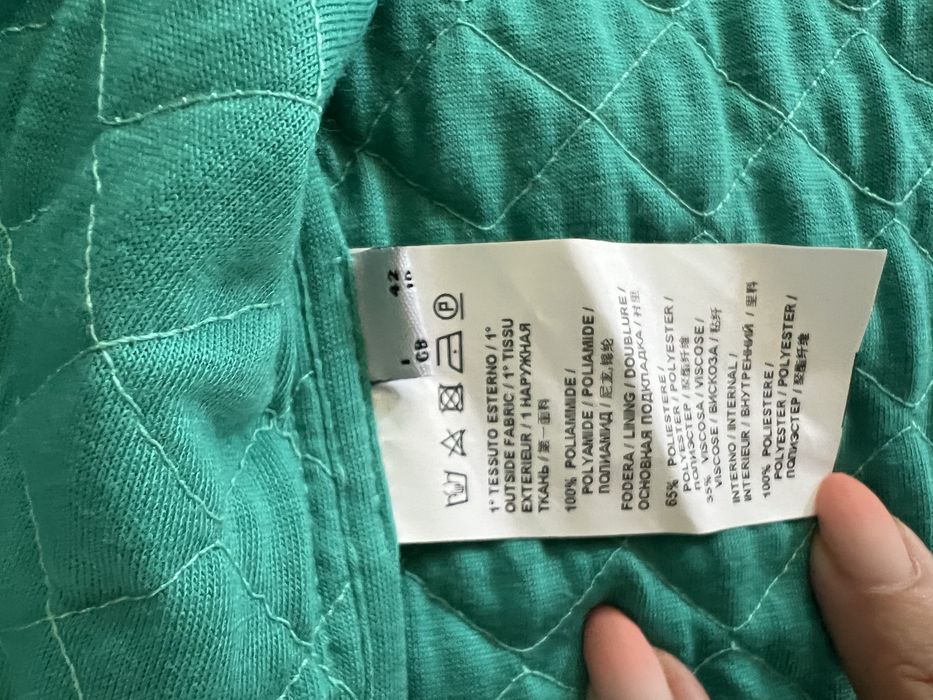 I 42
GB 10
P
1° TESSUTO ESTERNO / 1°
OUTSIDE FABRIC / 1° TISSU
EXTERIEUR / 1 НАРУЖНАЯ
ТКАНЬ / 第一面料
100% POLIAMMIDE /
POLYAMIDE / POLIAMIDE /
ПОЛИАМИД / 尼龙,锦纶
FODERA / LINING / DOUBLURE /
ОСНОВНАЯ ПОДКЛАДКА / 衬里
65% POLIESTERE /
POLYESTER / POLYESTER /
ПОЛИЭСТЕР / 聚酯纤维
35% VISCOSA / VISCOSE /
VISCOSE / ВИСКОЗА / 黏纤
INTERNO / INTERNAL /
INTERIEUR / ВНУТРЕННИЙ / 里料
100% POLIESTERE /
POLYESTER / POLYESTER /
ПОЛИЭСТЕР / 聚酯纤维